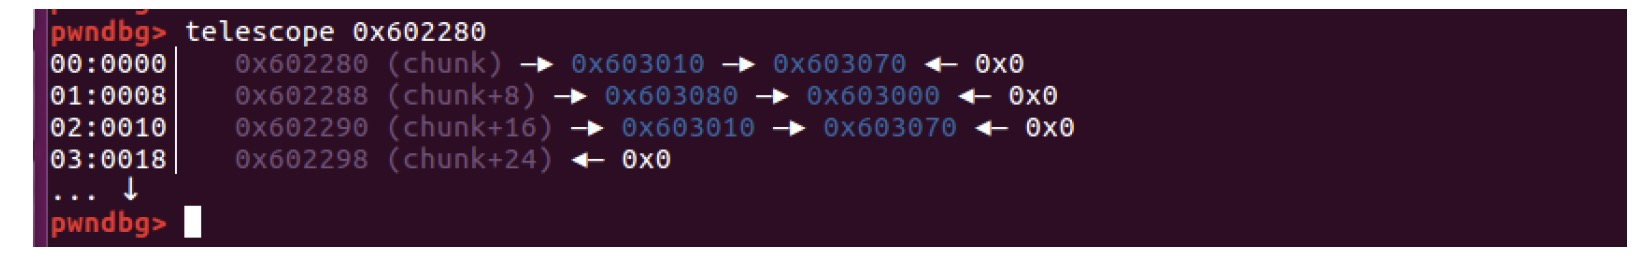 pwndbg> telescope 0x602280
00:0000│ 0x602280 (chunk) —▸ 0x603010 —▸ 0x603070 ◂— 0x0
01:0008│ 0x602288 (chunk+8) —▸ 0x603080 —▸ 0x603000 ◂— 0x0
02:0010│ 0x602290 (chunk+16) —▸ 0x603010 —▸ 0x603070 ◂— 0x0
03:0018│ 0x602298 (chunk+24) ◂— 0x0
... ↓
pwndbg>